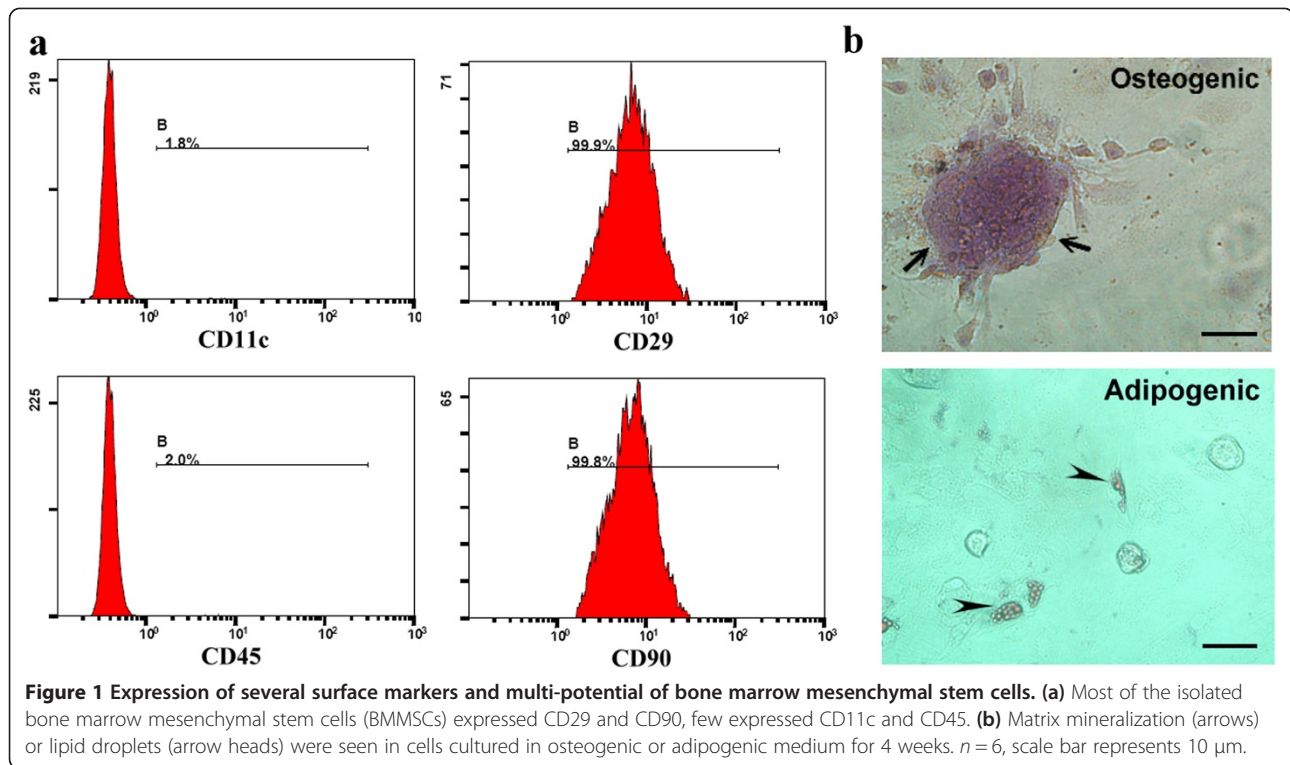 a
219
B
1.8%
10⁰ 10¹ 10² 10
CD11c
71
B
99.9%
10⁰ 10¹ 10² 10³
CD29
225
B
2.0%
10⁰ 10¹ 10² 10³
CD45
65
B
99.8%
10⁰ 10¹ 10² 10³
CD90
b
Osteogenic
Adipogenic
Figure 1 Expression of several surface markers and multi-potential of bone marrow mesenchymal stem cells. (a) Most of the isolated
bone marrow mesenchymal stem cells (BMMSCs) expressed CD29 and CD90, few expressed CD11c and CD45. (b) Matrix mineralization (arrows)
or lipid droplets (arrow heads) were seen in cells cultured in osteogenic or adipogenic medium for 4 weeks. n = 6, scale bar represents 10 μm.